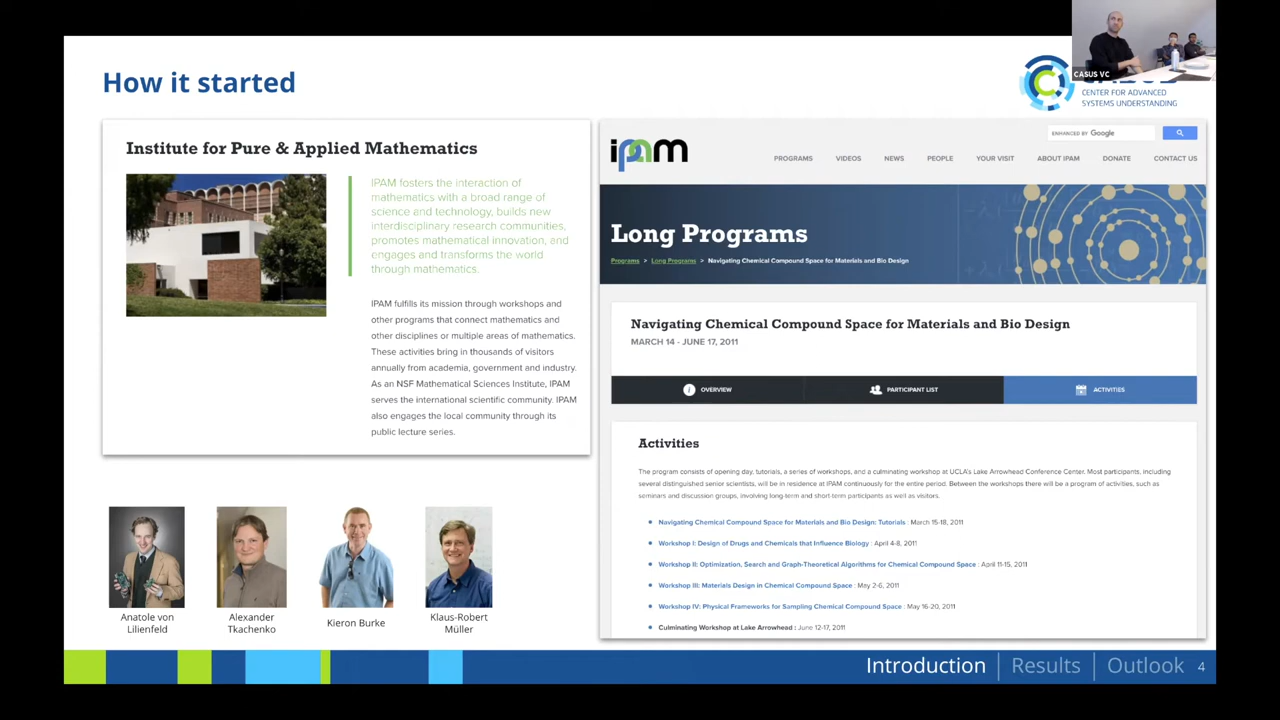 How it started
CASUS VC
CENTER FOR ADVANCED
SYSTEMS UNDERSTANDING
Institute for Pure & Applied Mathematics
IPAM fosters the interaction of
mathematics with a broad range of
science and technology, builds new
interdisciplinary research communities,
promotes mathematical innovation, and
engages and transforms the world
through mathematics.
IPAM fulfills its mission through workshops and
other programs that connect mathematics and
other disciplines or multiple areas of mathematics.
These activities bring in thousands of visitors
annually from academia, government and industry.
As an NSF Mathematical Sciences Institute, IPAM
serves the international scientific community. IPAM
also engages the local community through its
public lecture series.
ipam
ENHANCED BY Google
PROGRAMS VIDEOS NEWS PEOPLE YOUR VISIT ABOUT IPAM DONATE CONTACT US
Long Programs
Programs > Long Programs > Navigating Chemical Compound Space for Materials and Bio Design
Navigating Chemical Compound Space for Materials and Bio Design
MARCH 14 - JUNE 17, 2011
OVERVIEW PARTICIPANT LIST ACTIVITIES
Activities
The program consists of opening day, tutorials, a series of workshops, and a culminating workshop at UCLA's Lake Arrowhead Conference Center. Most participants, including
several distinguished senior scientists, will be in residence at IPAM continuously for the entire period. Between the workshops there will be a program of activities, such as
seminars and discussion groups, involving long-term and short-term participants as well as visitors.
Navigating Chemical Compound Space for Materials and Bio Design: Tutorials : March 15-18, 2011
Workshop I: Design of Drugs and Chemicals that Influence Biology : April 4-8, 2011
Workshop II: Optimization, Search and Graph-Theoretical Algorithms for Chemical Compound Space : April 11-15, 2011
Workshop III: Materials Design in Chemical Compound Space : May 2-6, 2011
Workshop IV: Physical Frameworks for Sampling Chemical Compound Space : May 16-20, 2011
Culminating Workshop at Lake Arrowhead : June 12-17, 2011
Anatole von
Lilienfeld
Alexander
Tkachenko
Kieron Burke
Klaus-Robert
Müller
Introduction | Results | Outlook 4